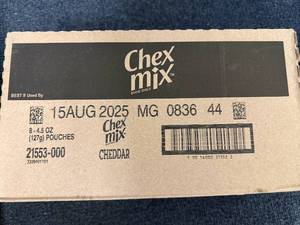 Chex
mix
BEST If Used By
15AUG 2025 MG 0836 44
8 - 4.5 OZ
(127g) POUCHES
Chex
mix
21553-000
CHEDDAR